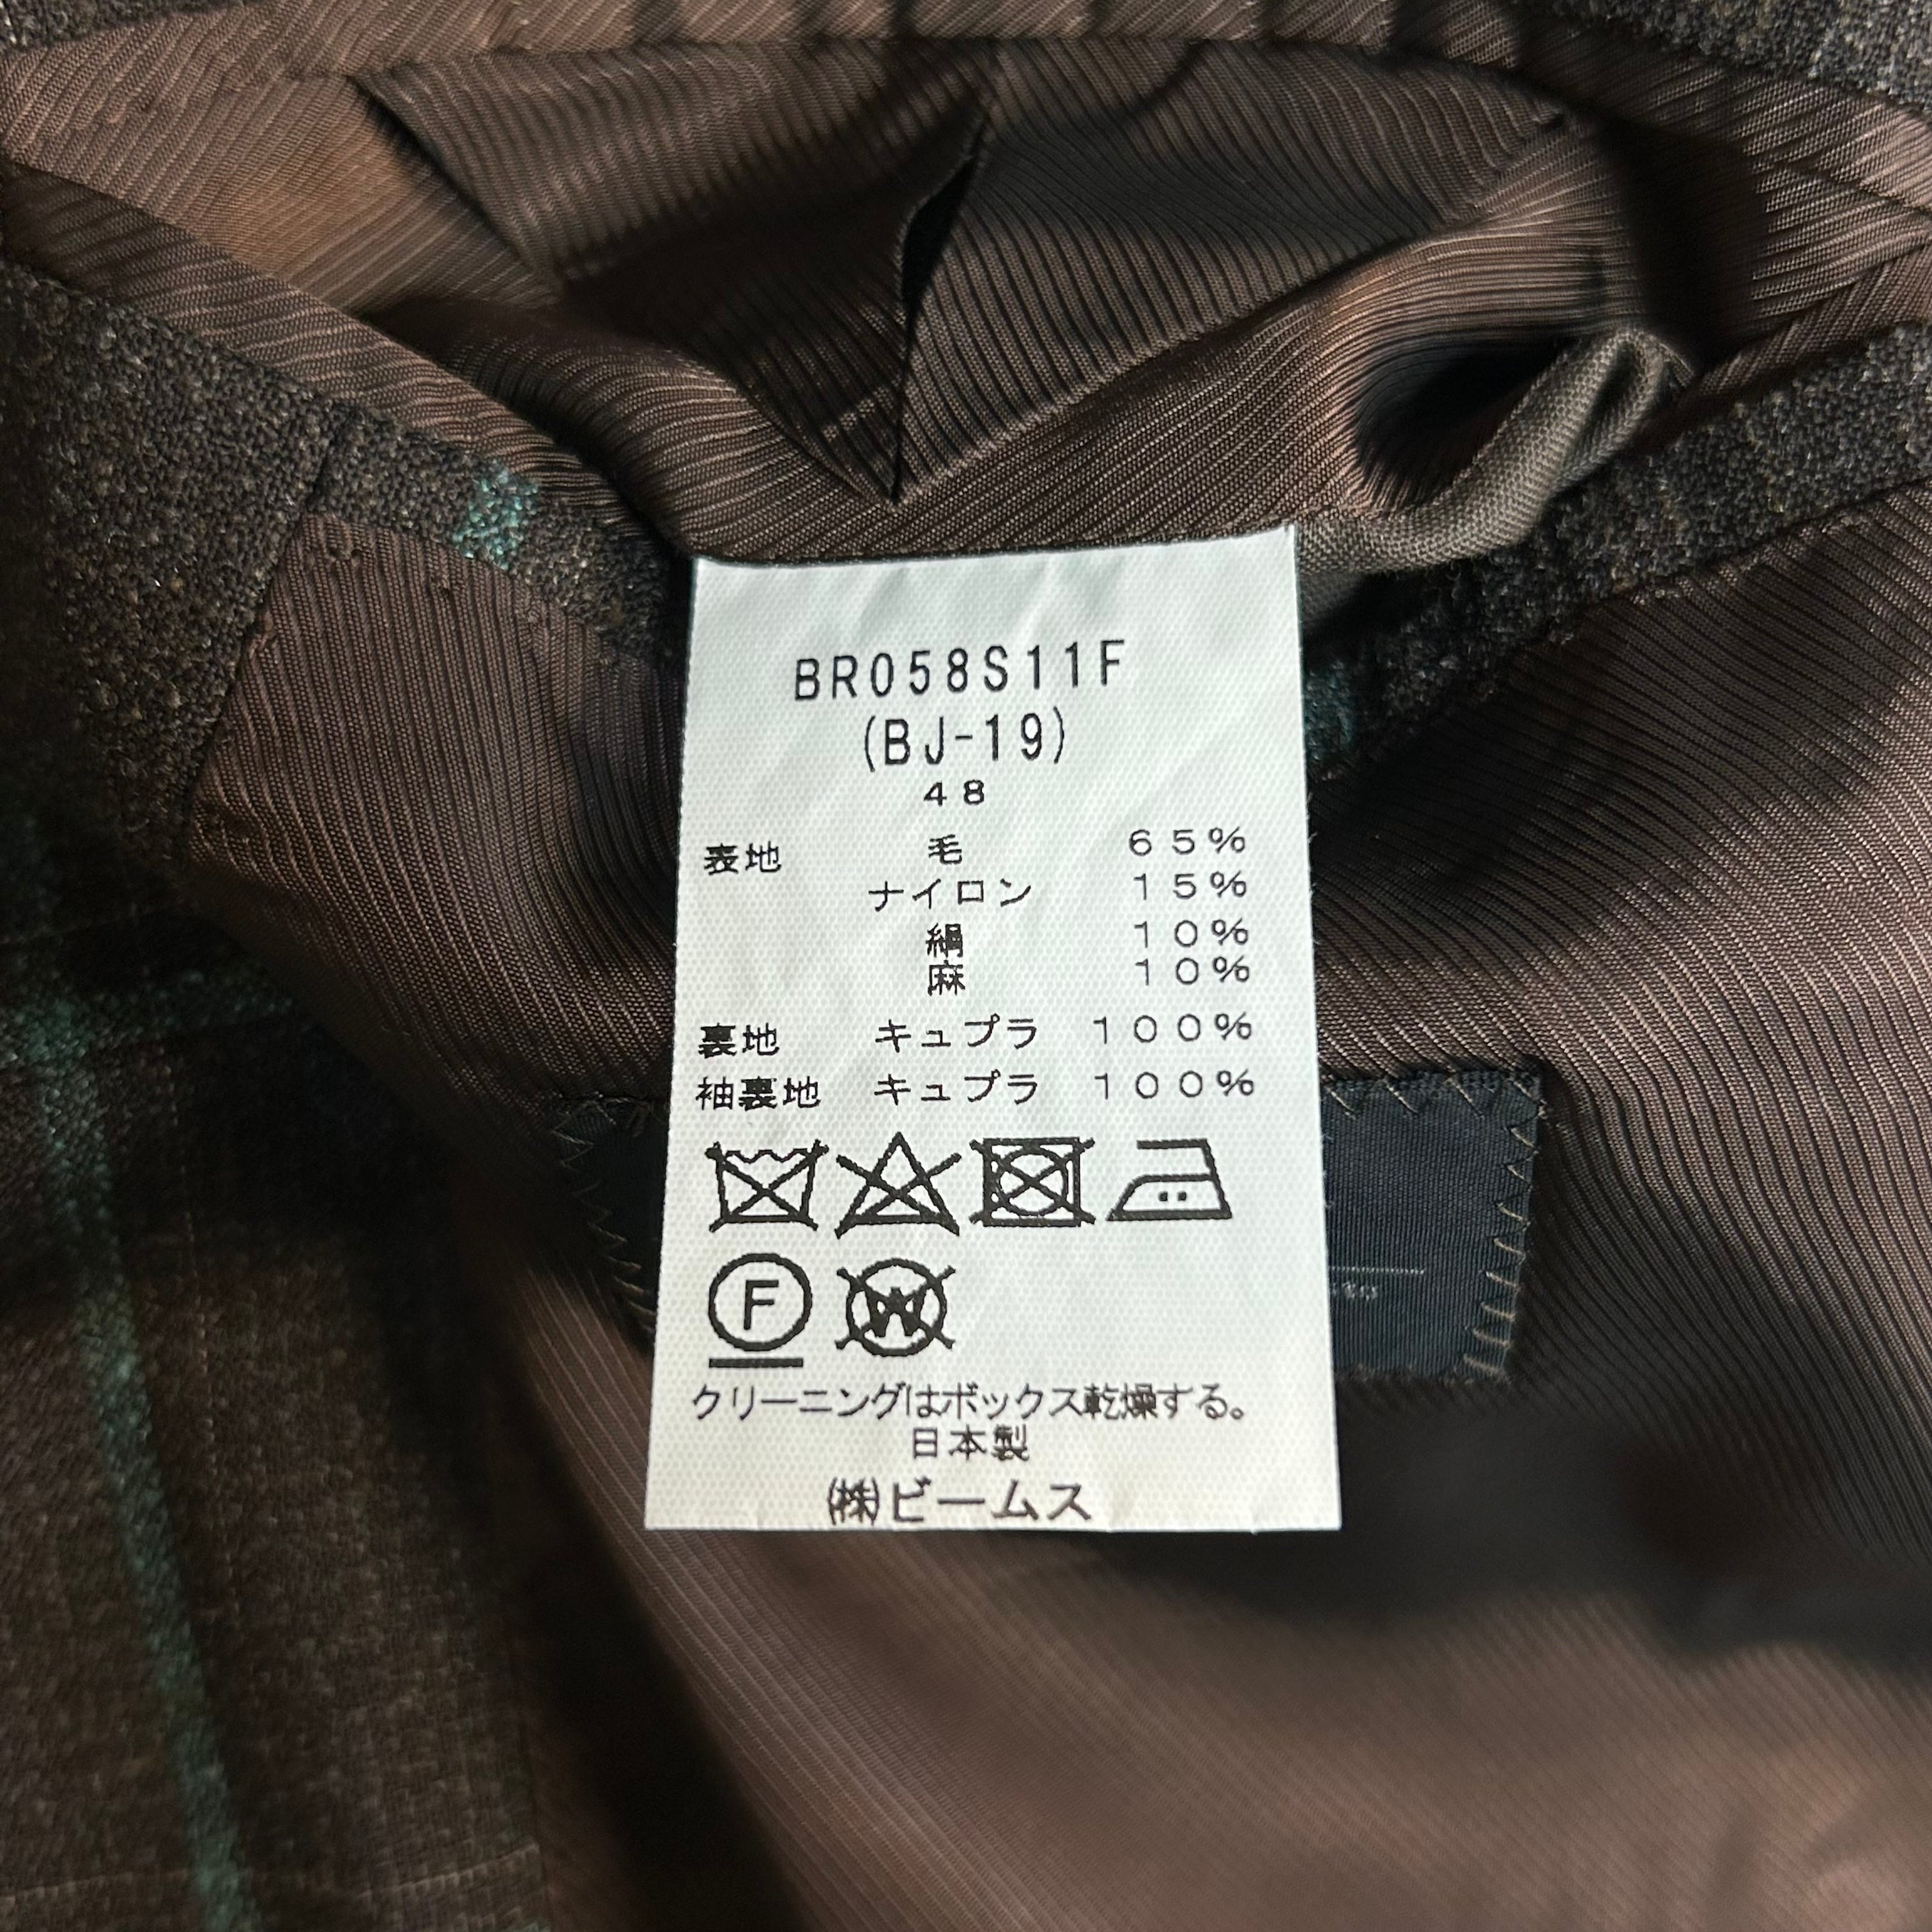 BR058S11F
(BJ-19)
48
表地 毛 65%
ナイロン 15%
絹 10%
麻 10%
裏地 キュプラ 100%
袖裏地 キュプラ 100%
F W
クリーニングはボックス乾燥する。
日本製
㈱ビームス